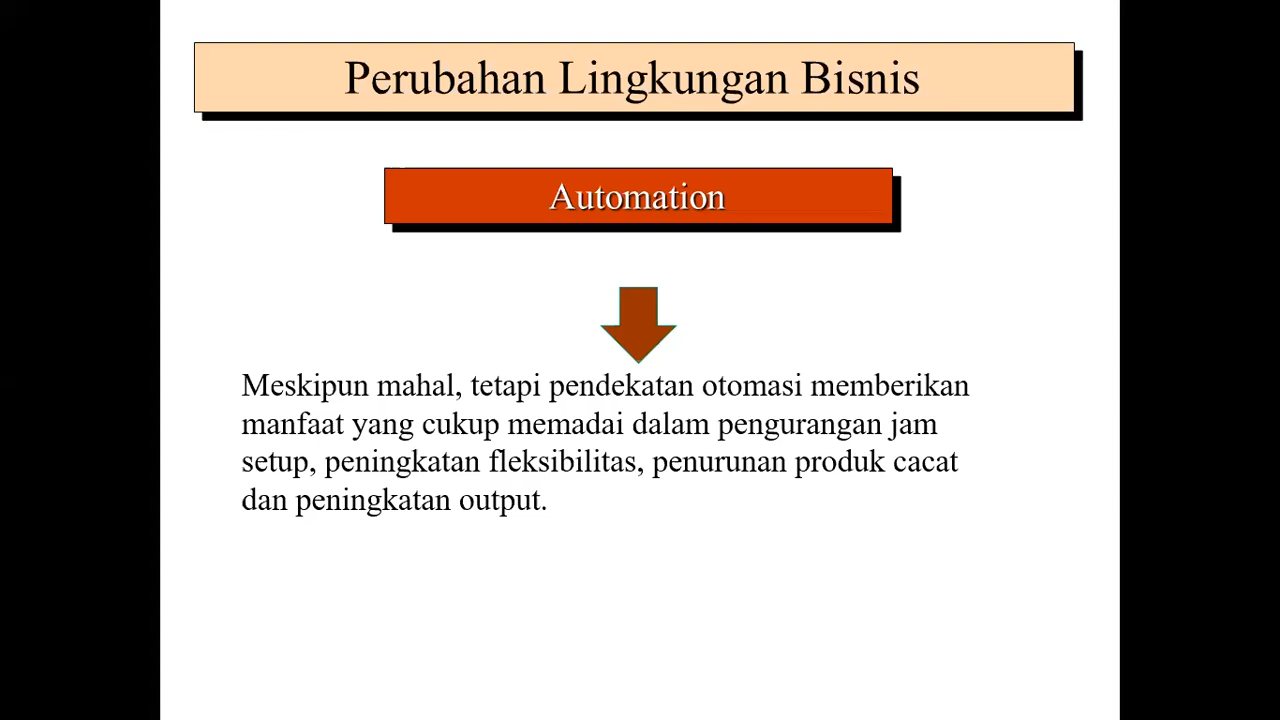 Perubahan Lingkungan Bisnis
Automation
Meskipun mahal, tetapi pendekatan otomasi memberikan
manfaat yang cukup memadai dalam pengurangan jam
setup, peningkatan fleksibilitas, penurunan produk cacat
dan peningkatan output.